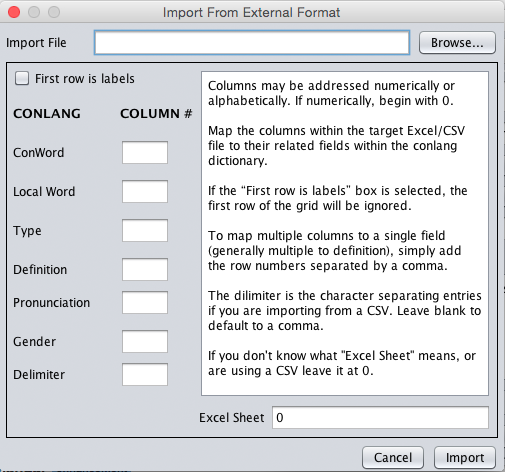 Import From External Format
Import File
Browse...
First row is labels
CONLANG COLUMN #
ConWord
Local Word
Type
Definition
Pronunciation
Gender
Delimiter
Columns may be addressed numerically or
alphabetically. If numerically, begin with 0.
Map the columns within the target Excel/CSV
file to their related fields within the conlang
dictionary.
If the “First row is labels” box is selected, the
first row of the grid will be ignored.
To map multiple columns to a single field
(generally multiple to definition), simply add
the row numbers separated by a comma.
The dilimiter is the character separating entries
if you are importing from a CSV. Leave blank to
default to a comma.
If you don't know what "Excel Sheet" means, or
are using a CSV leave it at 0.
Excel Sheet 0
Cancel Import